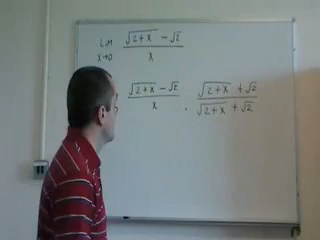 lim x→0 (√(2+x) - √2) / x
(√(2+x) - √2) / x . (√(2+x) + √2) / (√(2+x) + √2)